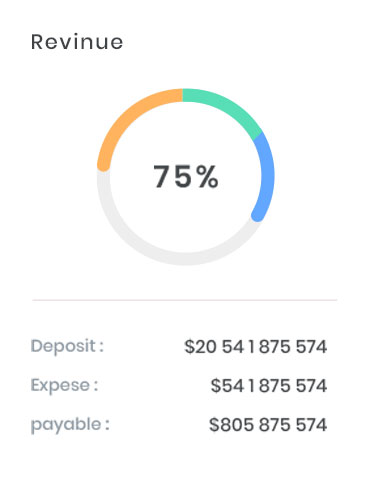 Revinue
75%
Deposit : $20 541 875 574
Expese : $541 875 574
payable : $805 875 574